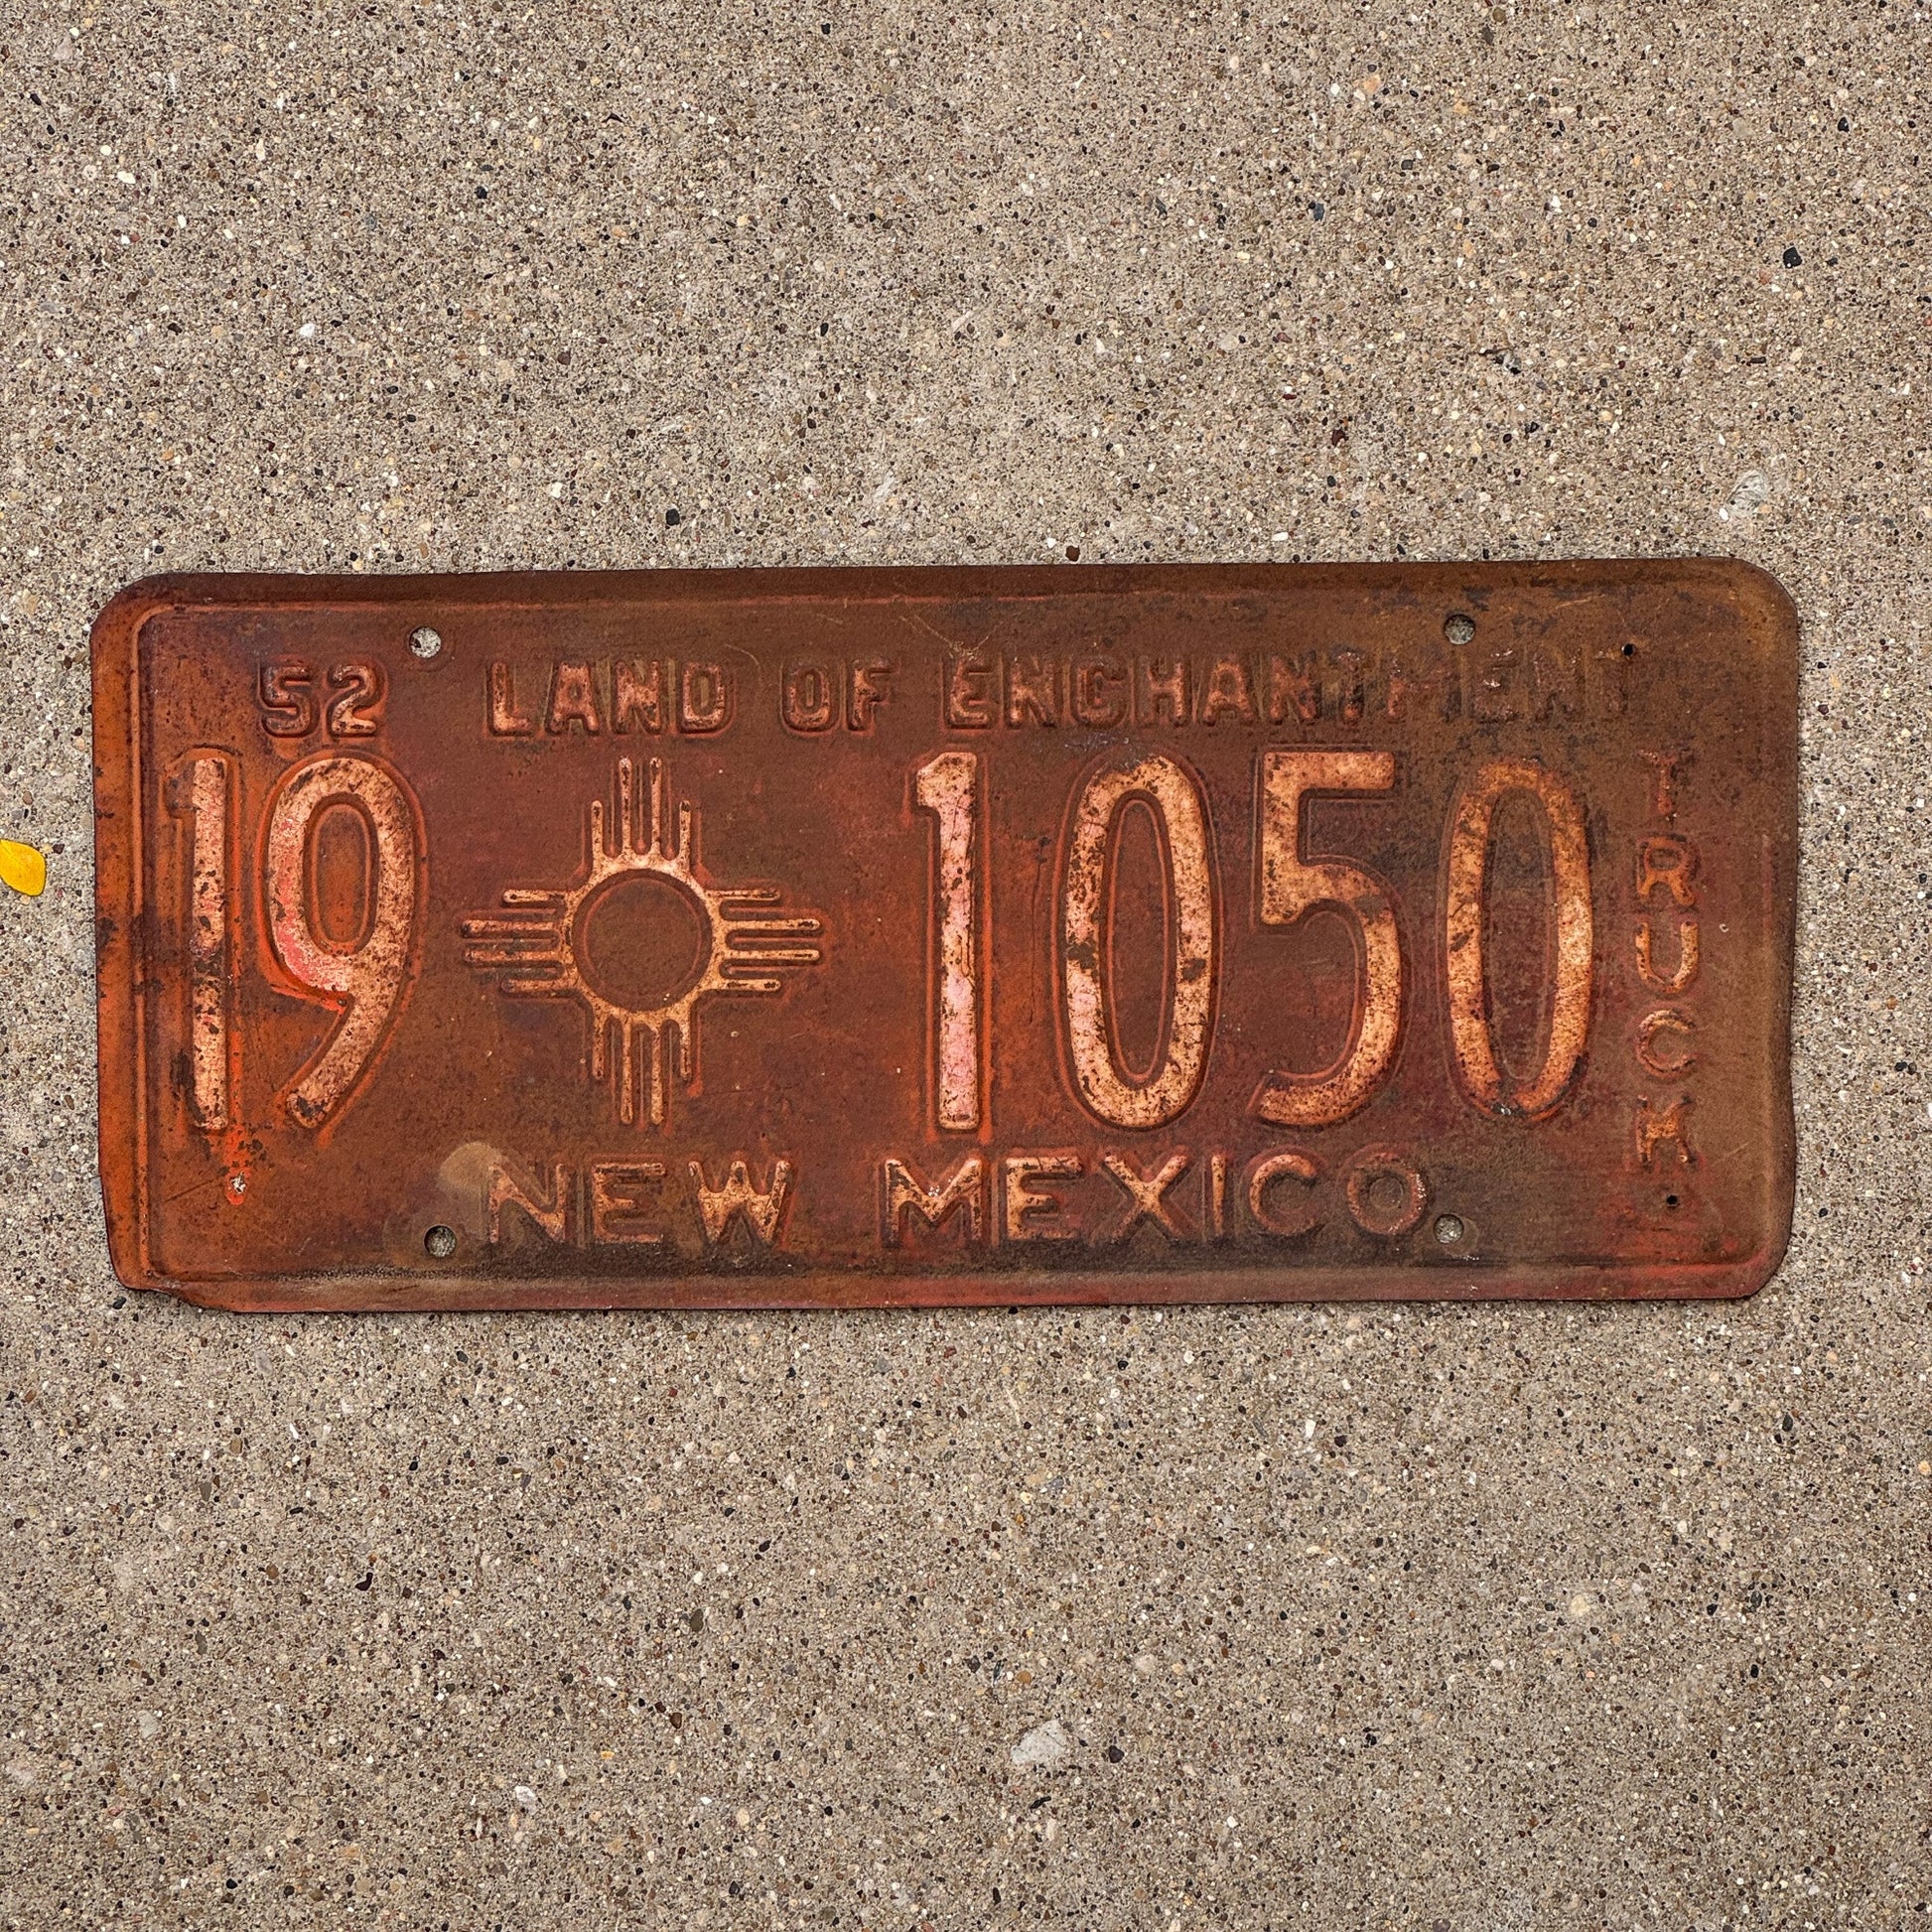 52 LAND OF ENCHANTMENT
19 1050
TRUCK
NEW MEXICO